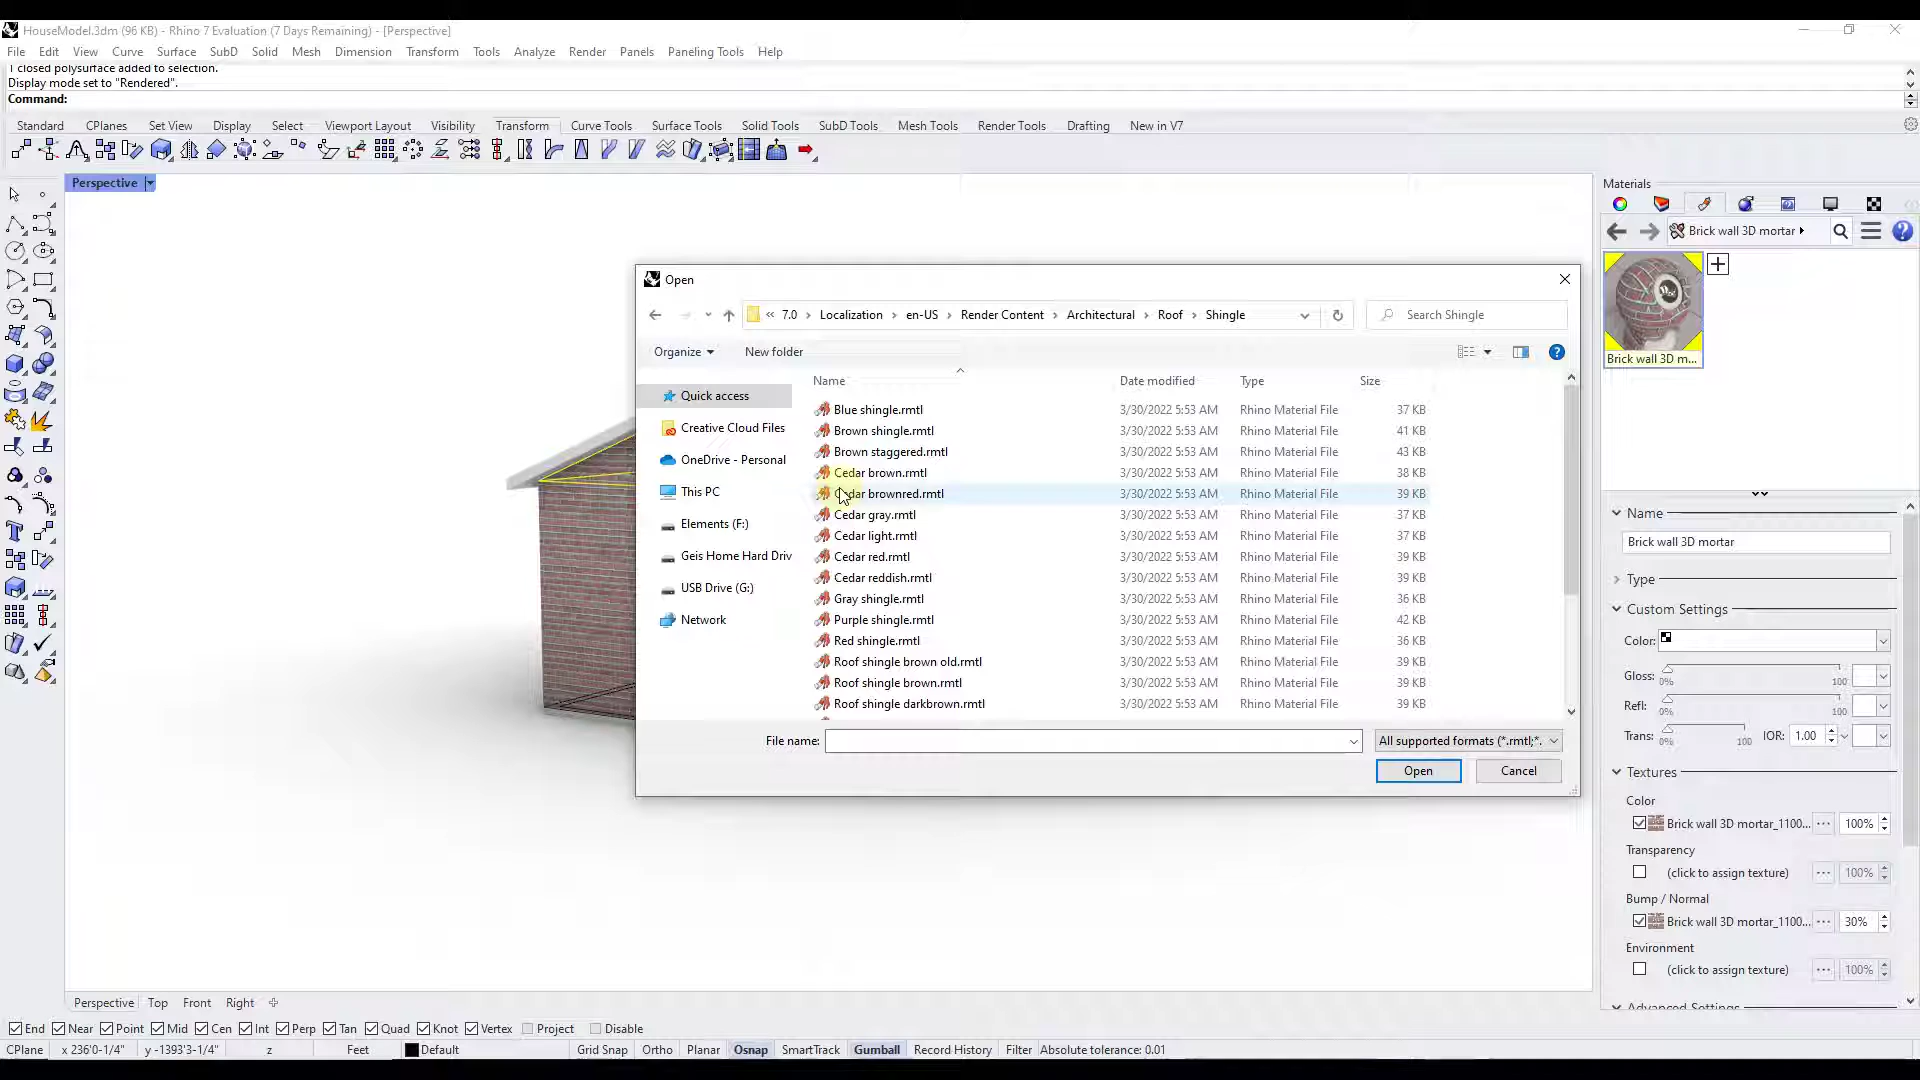 HouseModel.3dm (96 KB) - Rhino 7 Evaluation (7 Days Remaining) - [Perspective]
File Edit View Curve Surface SubD Solid Mesh Dimension Transform Tools Analyze Render Panels Paneling Tools Help
1 closed polysurface added to selection.
Display mode set to "Rendered".
Command:
Standard CPlanes Set View Display Select Viewport Layout Visibility Transform Curve Tools Surface Tools Solid Tools SubD Tools Mesh Tools Render Tools Drafting New in V7
Perspective
Materials
Brick wall 3D mortar
Brick wall 3D m...
Open
« 7.0 › Localization › en-US › Render Content › Architectural › Roof › Shingle
Search Shingle
Organize New folder
Quick access
Creative Cloud Files
OneDrive - Personal
This PC
Elements (F:)
Geis Home Hard Driv
USB Drive (G:)
Network
Name Date modified Type Size
Blue shingle.rmtl 3/30/2022 5:53 AM Rhino Material File 37 KB
Brown shingle.rmtl 3/30/2022 5:53 AM Rhino Material File 41 KB
Brown staggered.rmtl 3/30/2022 5:53 AM Rhino Material File 43 KB
Cedar brown.rmtl 3/30/2022 5:53 AM Rhino Material File 38 KB
Cedar brownred.rmtl 3/30/2022 5:53 AM Rhino Material File 39 KB
Cedar gray.rmtl 3/30/2022 5:53 AM Rhino Material File 37 KB
Cedar light.rmtl 3/30/2022 5:53 AM Rhino Material File 37 KB
Cedar red.rmtl 3/30/2022 5:53 AM Rhino Material File 39 KB
Cedar reddish.rmtl 3/30/2022 5:53 AM Rhino Material File 39 KB
Gray shingle.rmtl 3/30/2022 5:53 AM Rhino Material File 36 KB
Purple shingle.rmtl 3/30/2022 5:53 AM Rhino Material File 42 KB
Red shingle.rmtl 3/30/2022 5:53 AM Rhino Material File 36 KB
Roof shingle brown old.rmtl 3/30/2022 5:53 AM Rhino Material File 39 KB
Roof shingle brown.rmtl 3/30/2022 5:53 AM Rhino Material File 39 KB
Roof shingle darkbrown.rmtl 3/30/2022 5:53 AM Rhino Material File 39 KB
File name:
All supported formats (*.rmtl;*.
Open Cancel
Name
Brick wall 3D mortar
Type
Custom Settings
Color:
Gloss: 0% 100
Refl: 0% 100
Trans: 0% 100 IOR: 1.00
Textures
Color
Brick wall 3D mortar_1100... 100%
Transparency
(click to assign texture) 100%
Bump / Normal
Brick wall 3D mortar_1100... 30%
Environment
(click to assign texture) 100%
Advanced Settings
Perspective Top Front Right
End Near Point Mid Cen Int Perp Tan Quad Knot Vertex Project Disable
CPlane x 236'0-1/4" y -1393'3-1/4" z Feet Default Grid Snap Ortho Planar Osnap SmartTrack Gumball Record History Filter Absolute tolerance: 0.01